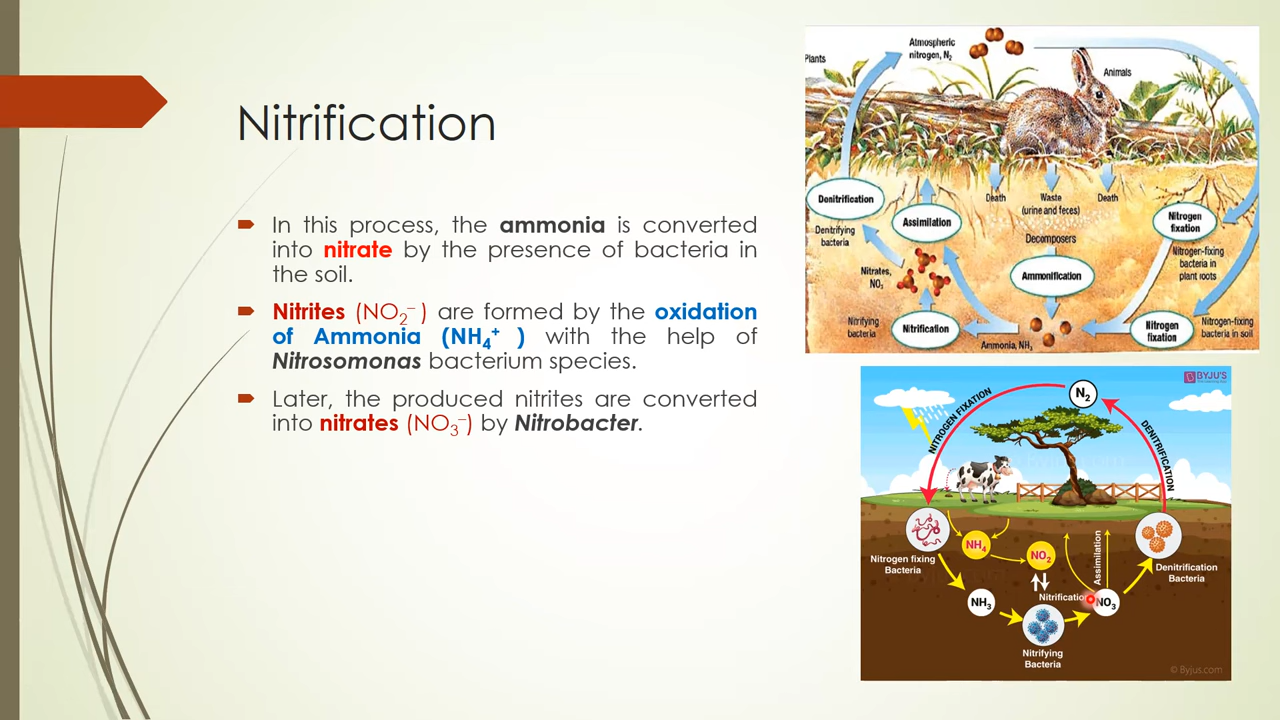 Nitrification
In this process, the ammonia is converted
into nitrate by the presence of bacteria in
the soil.
Nitrites (NO₂⁻ ) are formed by the oxidation
of Ammonia (NH₄⁺ ) with the help of
Nitrosomonas bacterium species.
Later, the produced nitrites are converted
into nitrates (NO₃⁻) by Nitrobacter.
Atmospheric
nitrogen, N₂
Plants
Animals
Denitrification
Denitrifying
bacteria
Assimilation
Death
Waste
(urine and feces)
Death
Decomposers
Ammonification
Nitrogen
fixation
Nitrogen-fixing
bacteria in
plant roots
Nitrates,
NO₃
Nitrifying
bacteria
Nitrification
Ammonia, NH₃
Nitrogen
fixation
Nitrogen-fixing
bacteria in soil
BYJU'S
N₂
NITROGEN FIXATION
DENITRIFICATION
Nitrogen fixing
Bacteria
NH₄
NO₂
Assimilation
Denitrification
Bacteria
NH₃
Nitrification
NO₃
Nitrifying
Bacteria
© Byjus.com